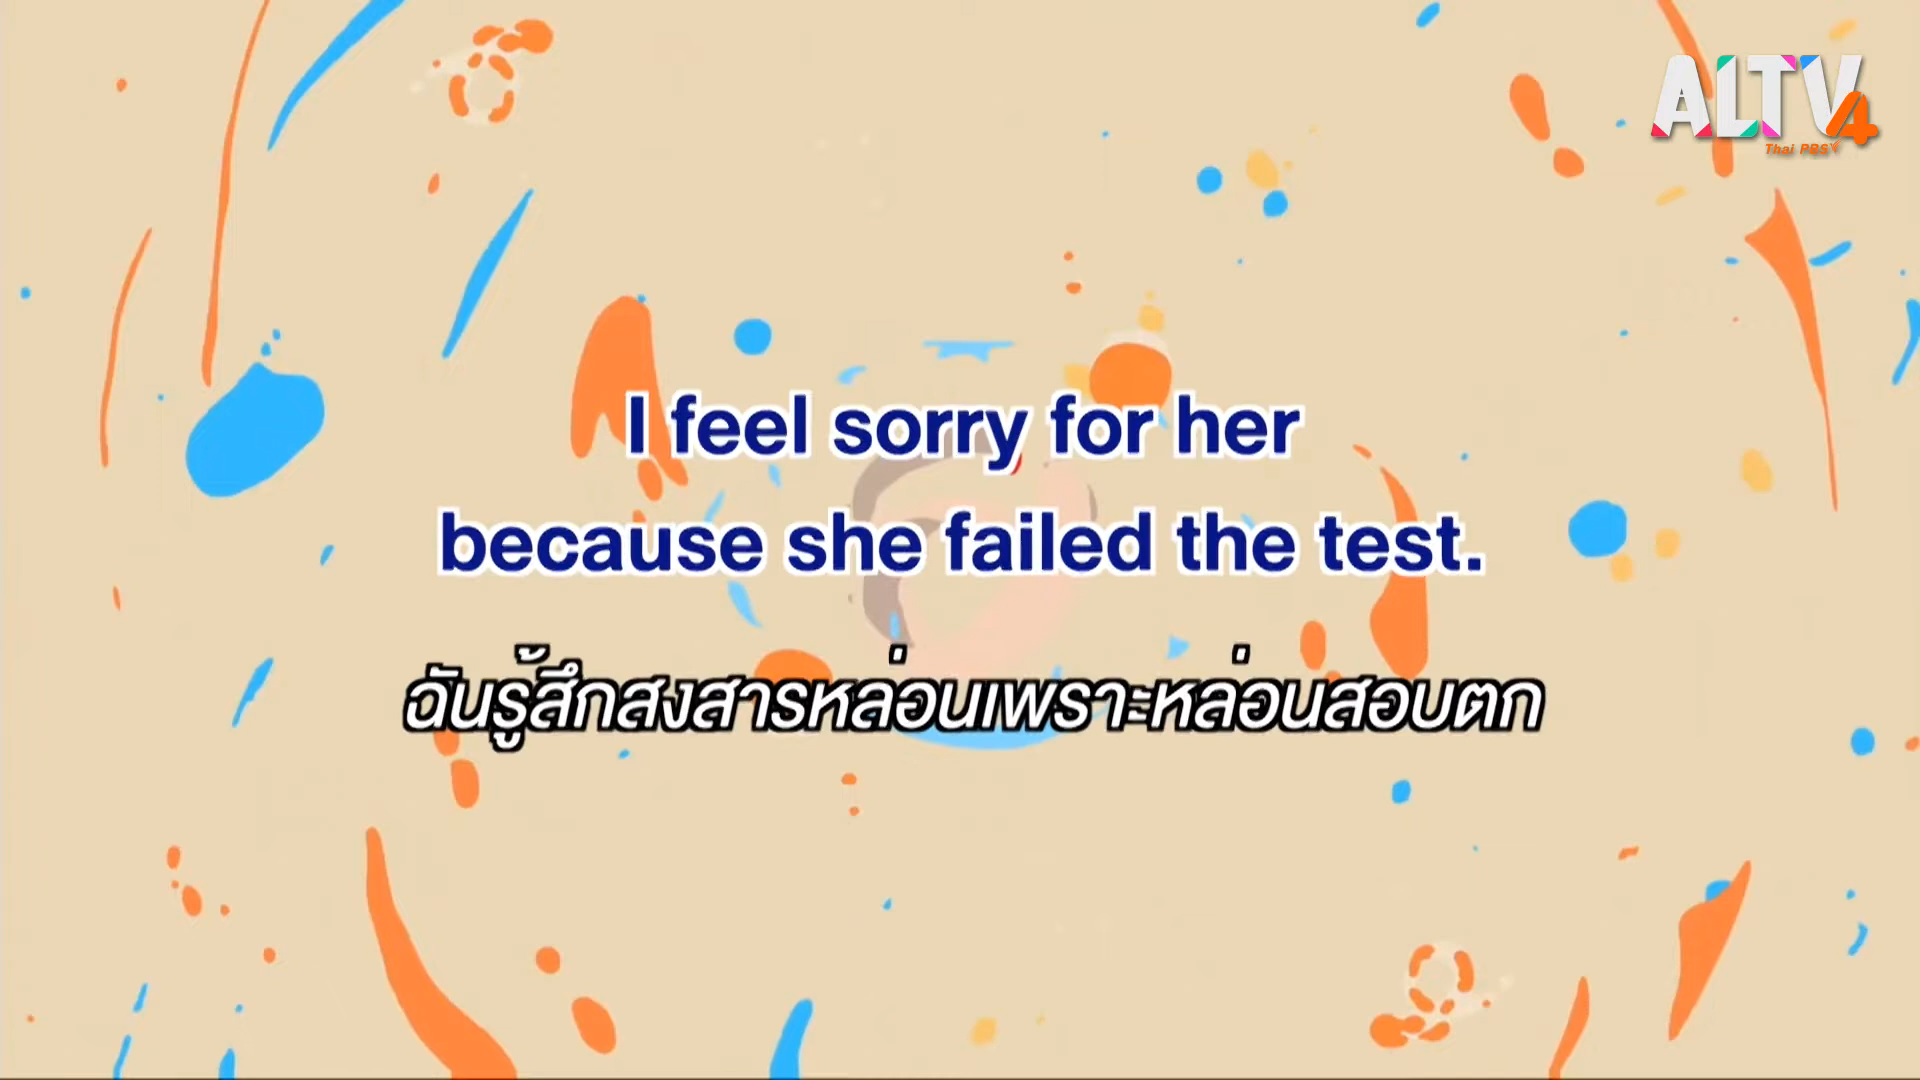 ALTV4
Thai PBS
I feel sorry for her
because she failed the test.
ฉันรู้สึกสงสารหล่อนเพราะหล่อนสอบตก